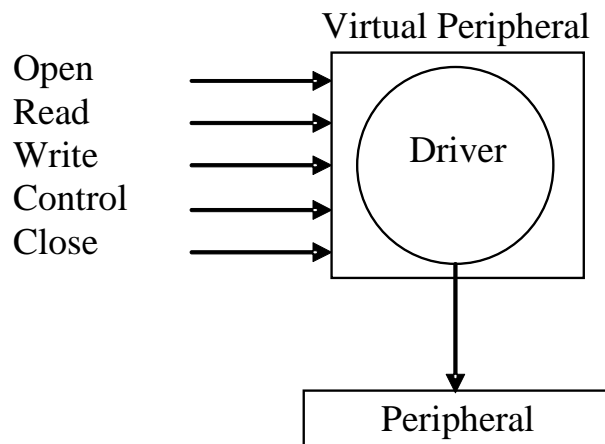 Virtual Peripheral
Open
Read
Write
Control
Close
Driver
Peripheral